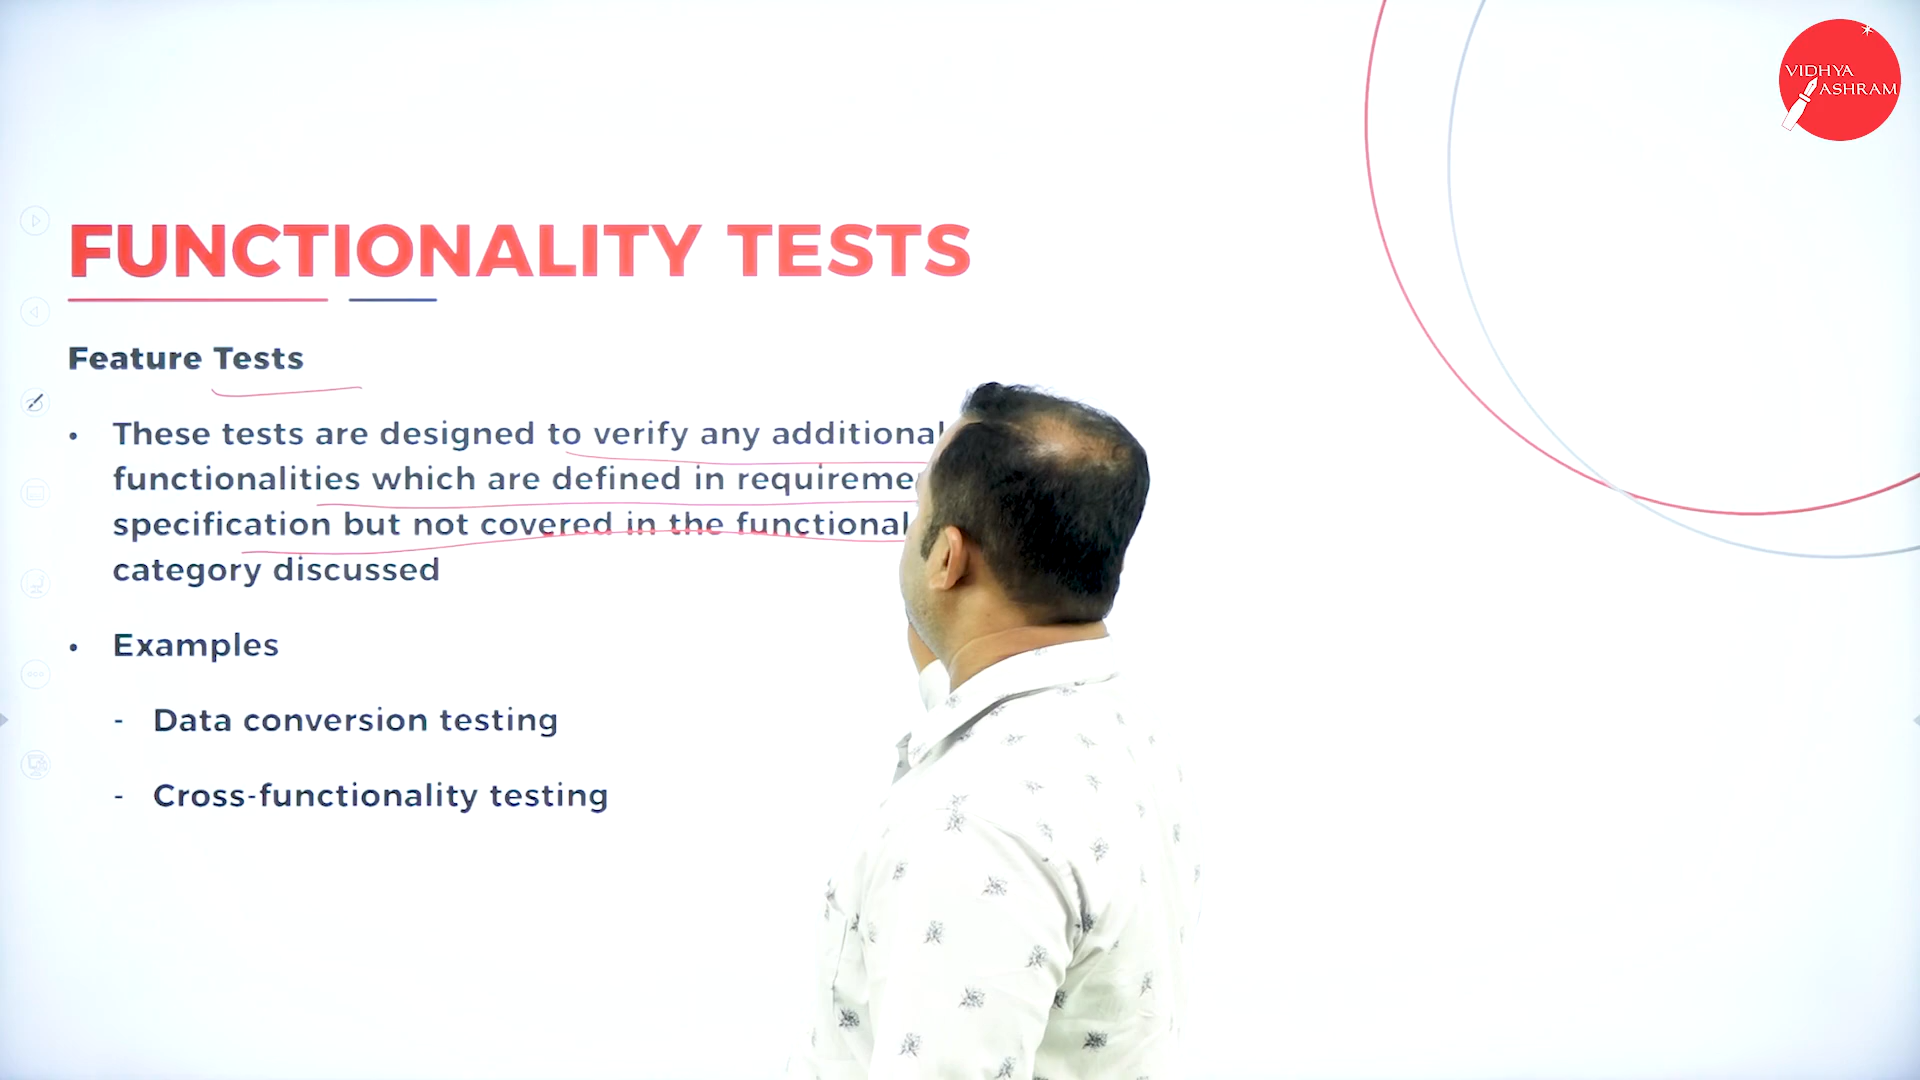 VIDHYA
ASHRAM
FUNCTIONALITY TESTS
Feature Tests
• These tests are designed to verify any additional
functionalities which are defined in
specification but not covered in the functional
category discussed
• Examples
- Data conversion testing
- Cross-functionality testing